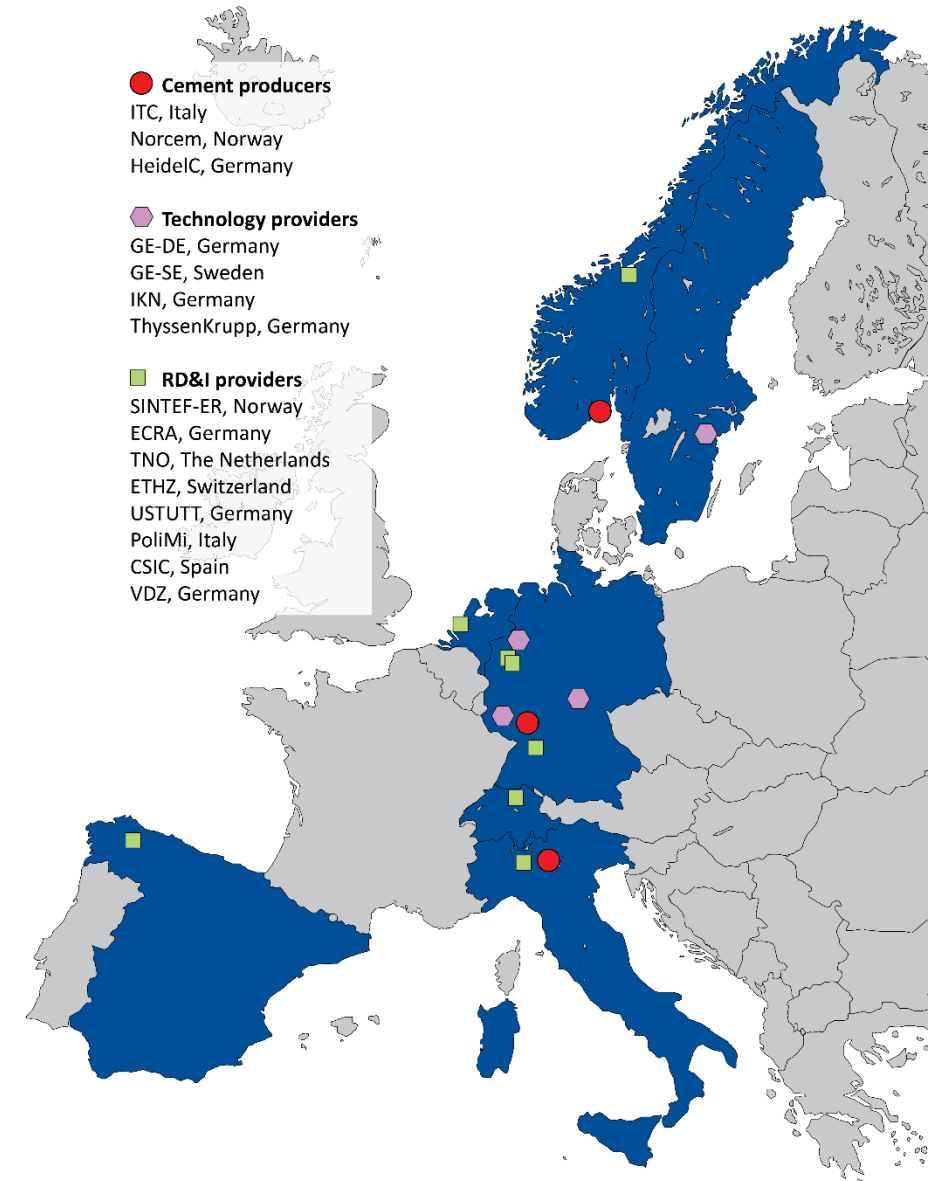 Cement producers
ITC, Italy
Norcem, Norway
HeidelC, Germany
Technology providers
GE-DE, Germany
GE-SE, Sweden
IKN, Germany
ThyssenKrupp, Germany
RD&I providers
SINTEF-ER, Norway
ECRA, Germany
TNO, The Netherlands
ETHZ, Switzerland
USTUTT, Germany
PoliMi, Italy
CSIC, Spain
VDZ, Germany